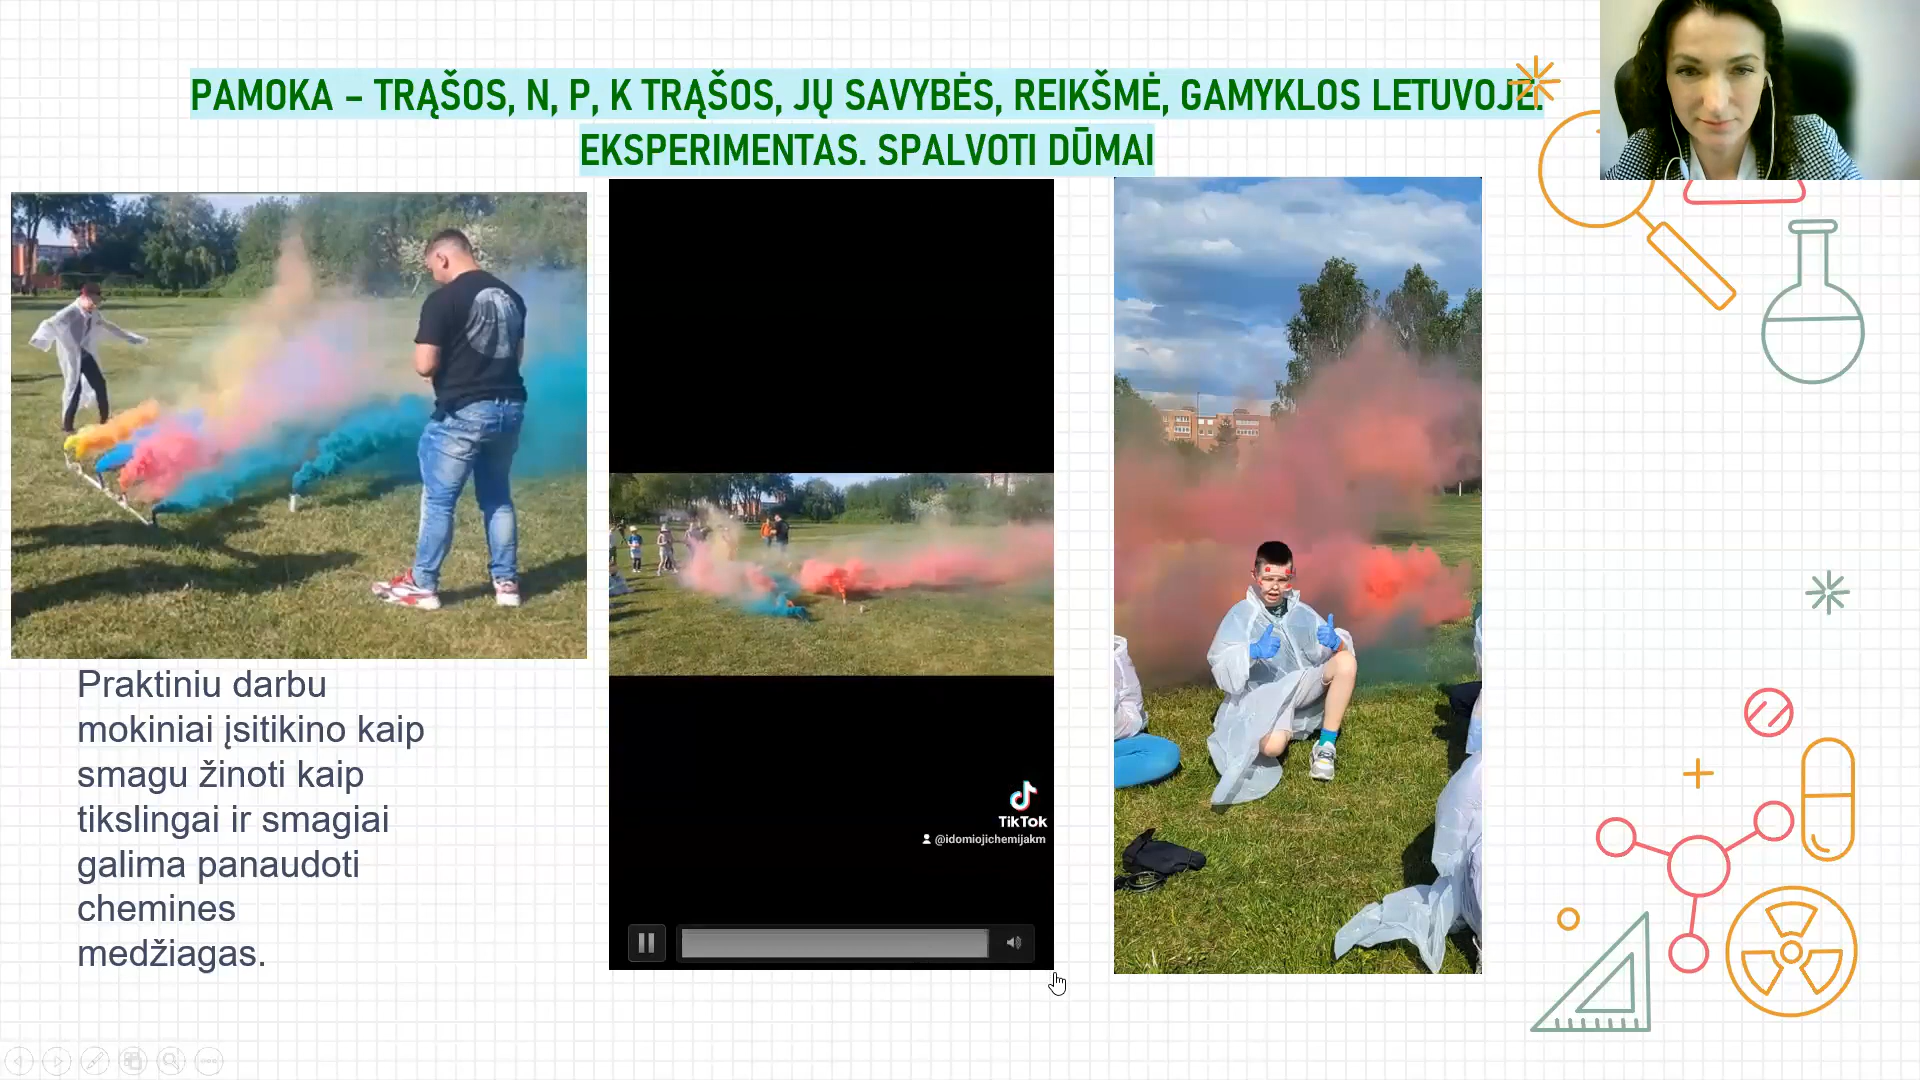 PAMOKA – TRĄŠOS, N, P, K TRĄŠOS, JŲ SAVYBĖS, REIKŠMĖ, GAMYKLOS LETUVOJE.
EKSPERIMENTAS. SPALVOTI DŪMAI
Praktiniu darbu
mokiniai įsitikino kaip
smagu žinoti kaip
tikslingai ir smagiai
galima panaudoti
chemines
medžiagas.
TikTok
@idomiojichemijakm